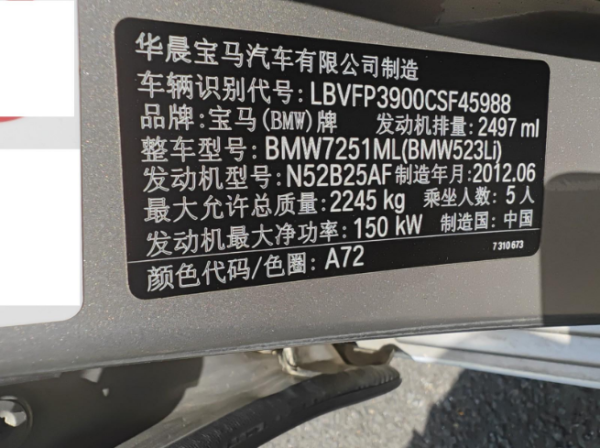 华晨宝马汽车有限公司制造
车辆识别代号: LBVFP3900CSF45988
品牌: 宝马(BMW)牌 发动机排量: 2497 ml
整车型号: BMW7251ML(BMW523Li)
发动机型号: N52B25AF 制造年月: 2012.06
最大允许总质量: 2245 kg 乘坐人数: 5 人
发动机最大净功率: 150 kW 制造国: 中国
7 310 673
颜色代码/色圈: A72